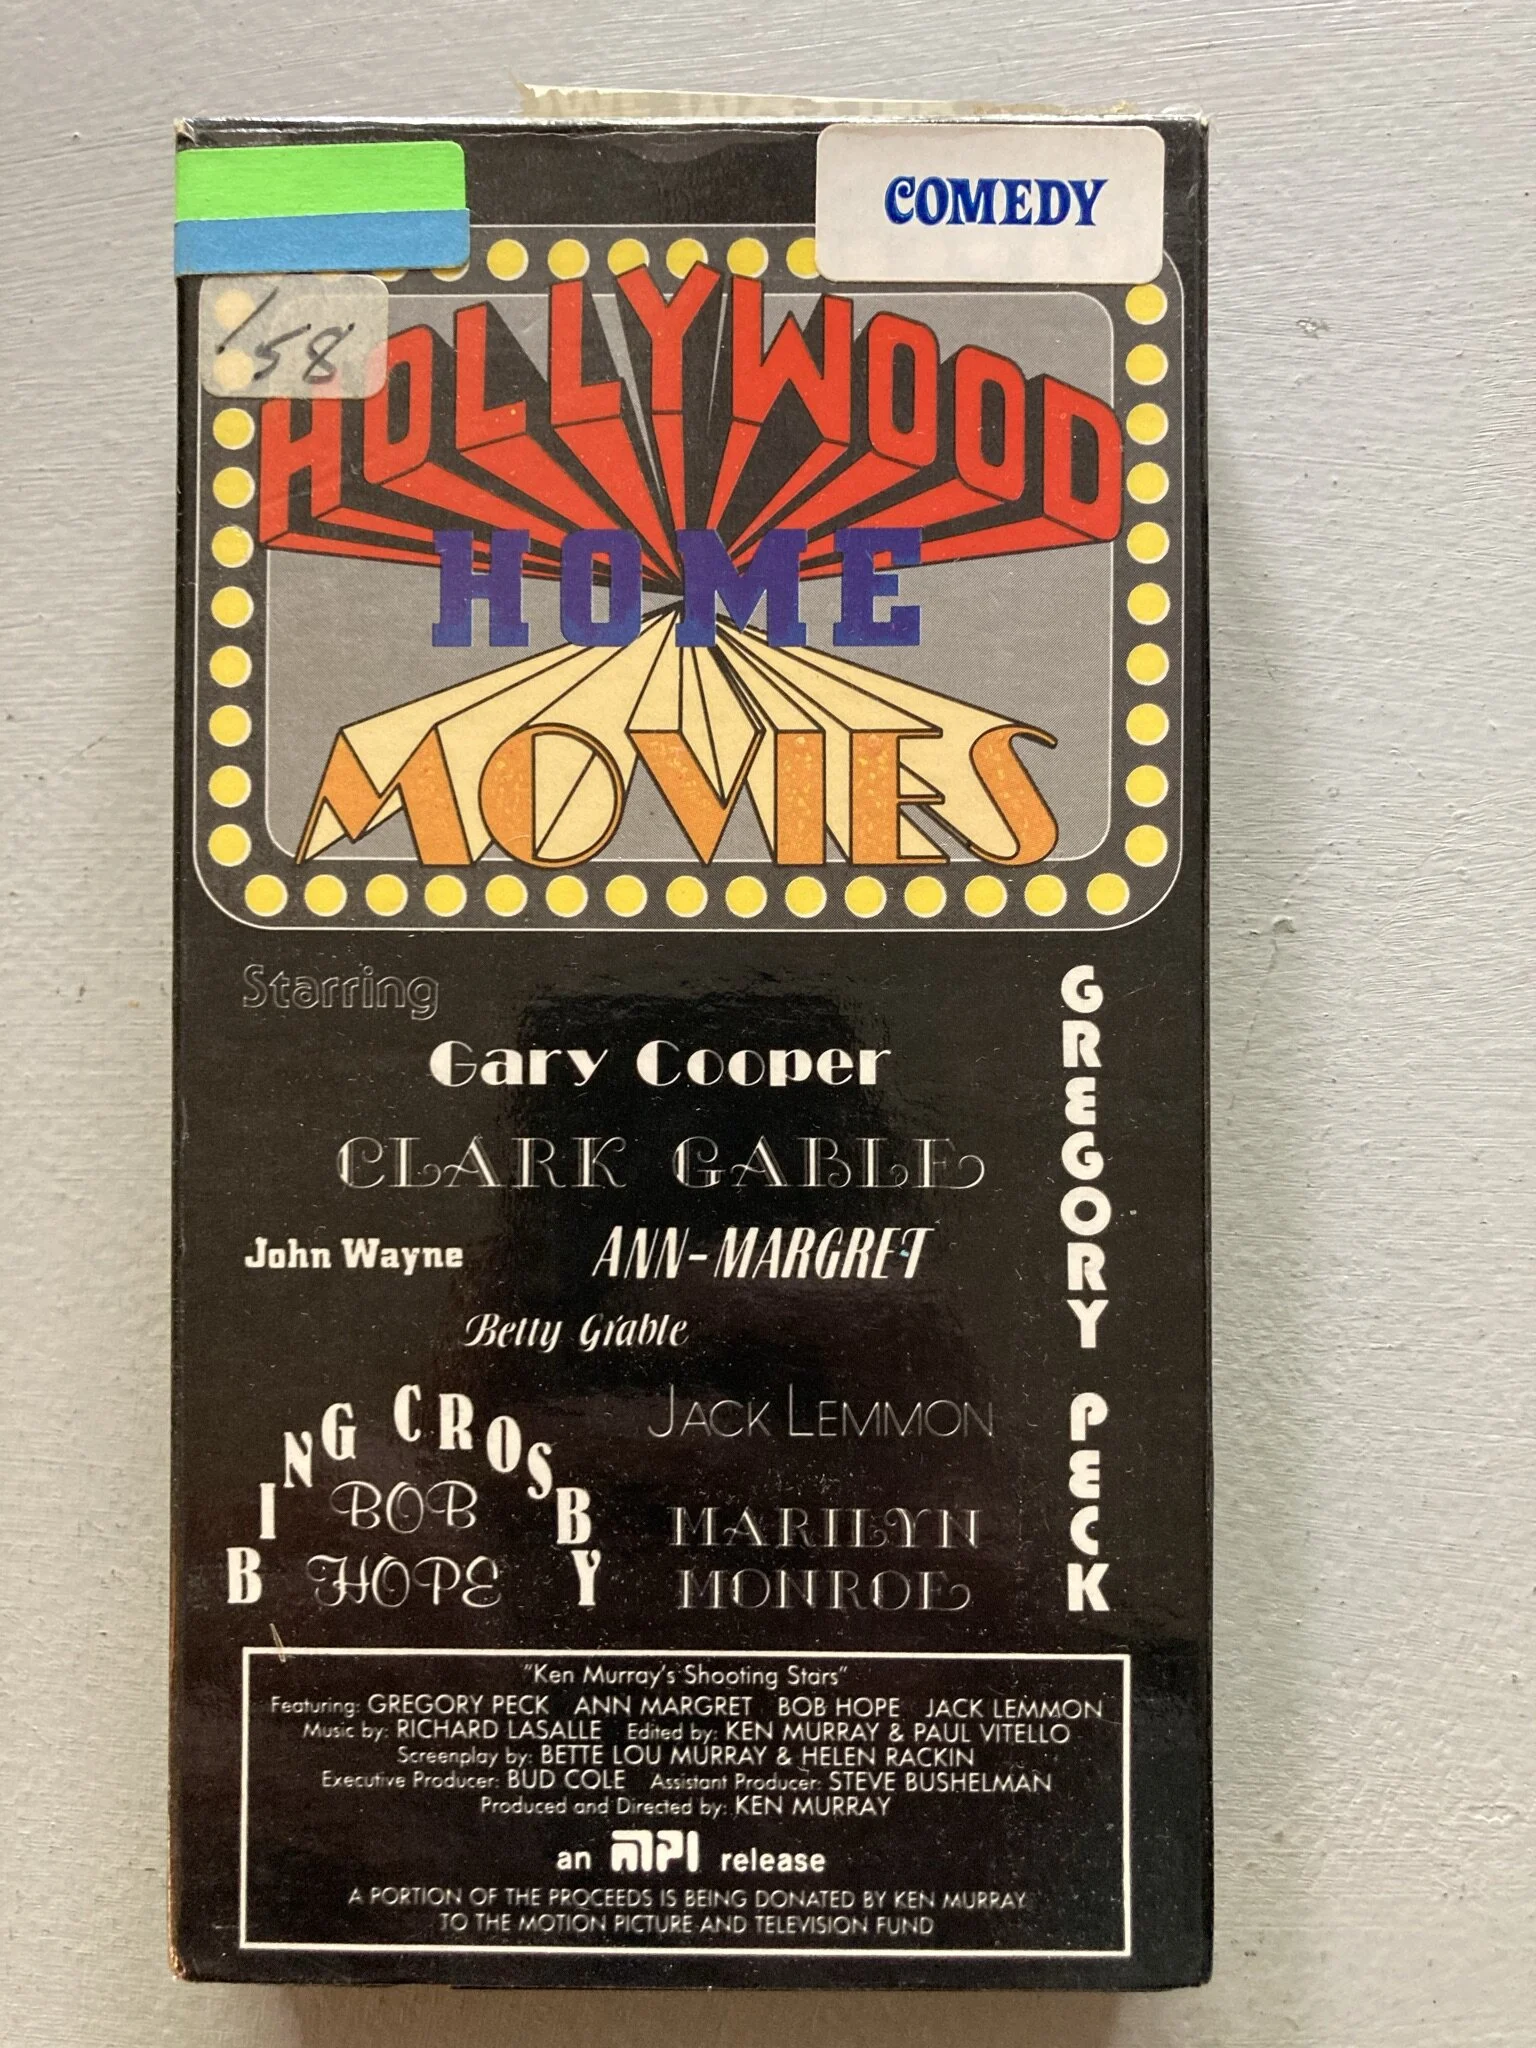 COMEDY
158
HOLLYWOOD
HOME
MOVIES
Starring
Gary Cooper
CLARK GABLE
John Wayne
ANN-MARGRET
Betty Grable
GREGORY PECK
BING CROSBY
BOB
HOPE
JACK LEMMON
MARILYN
MONROE
"Ken Murray's Shooting Stars"
Featuring: GREGORY PECK ANN MARGRET BOB HOPE JACK LEMMON
Music by: RICHARD LASALLE Edited by: KEN MURRAY & PAUL VITELLO
Screenplay by: BETTE LOU MURRAY & HELEN RACKIN
Executive Producer: BUD COLE Assistant Producer: STEVE BUSHELMAN
Produced and Directed by: KEN MURRAY
an MPI release
A PORTION OF THE PROCEEDS IS BEING DONATED BY KEN MURRAY
TO THE MOTION PICTURE AND TELEVISION FUND